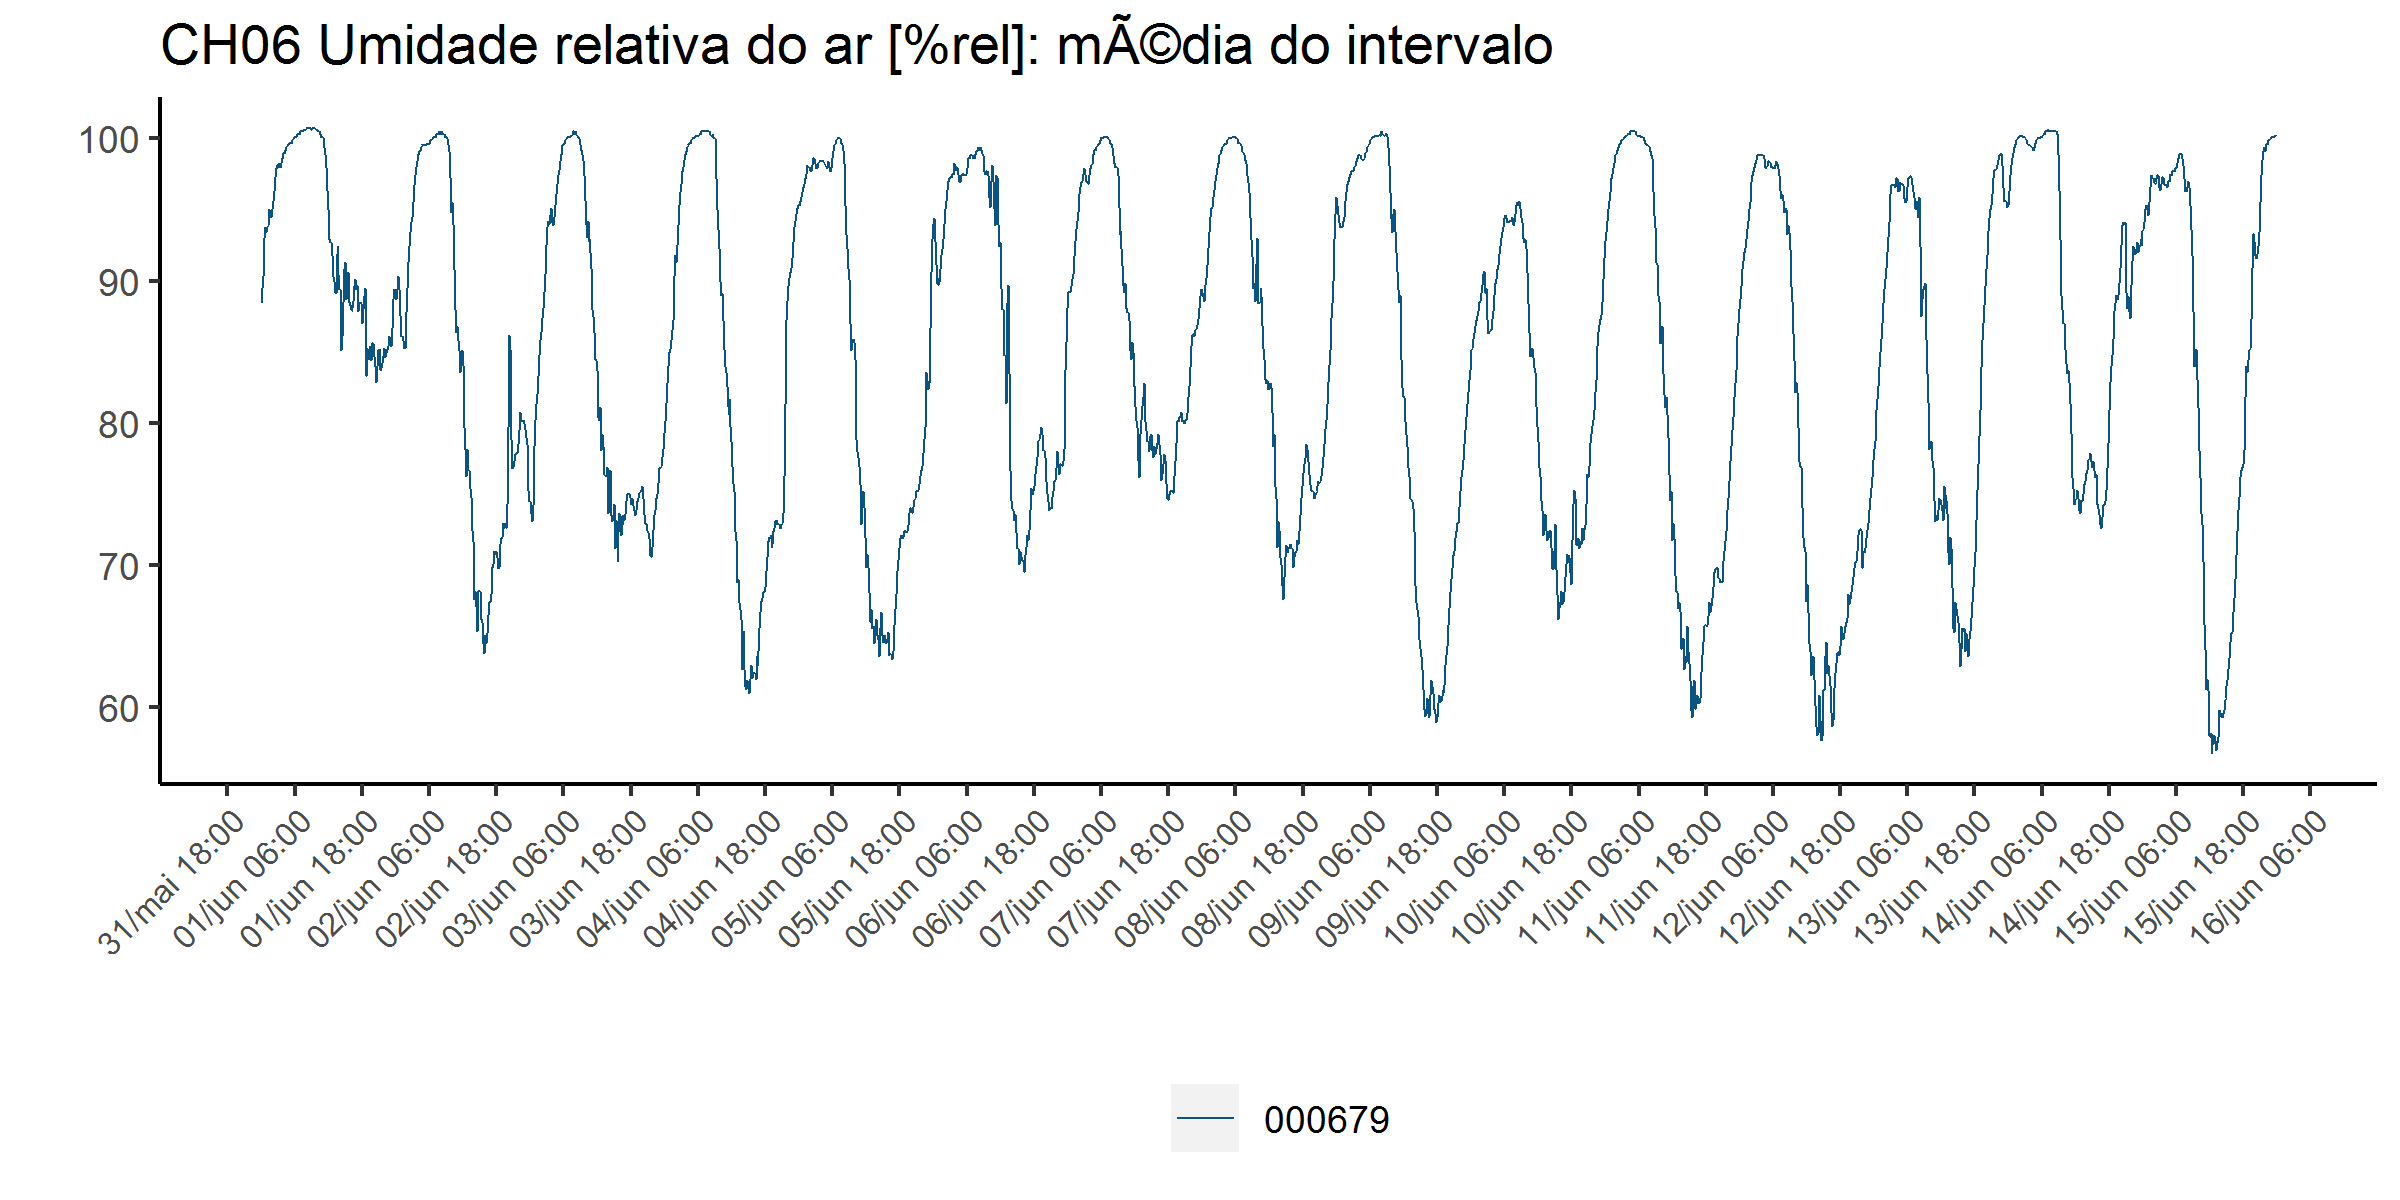 CH06 Umidade relativa do ar [%rel]: mÃ©dia do intervalo
100
90
80
70
60
31/mai 18:00
01/jun 06:00
01/jun 18:00
02/jun 06:00
02/jun 18:00
03/jun 06:00
03/jun 18:00
04/jun 06:00
04/jun 18:00
05/jun 06:00
05/jun 18:00
06/jun 06:00
06/jun 18:00
07/jun 06:00
07/jun 18:00
08/jun 06:00
08/jun 18:00
09/jun 06:00
09/jun 18:00
10/jun 06:00
10/jun 18:00
11/jun 06:00
11/jun 18:00
12/jun 06:00
12/jun 18:00
13/jun 06:00
13/jun 18:00
14/jun 06:00
14/jun 18:00
15/jun 06:00
15/jun 18:00
16/jun 06:00
000679